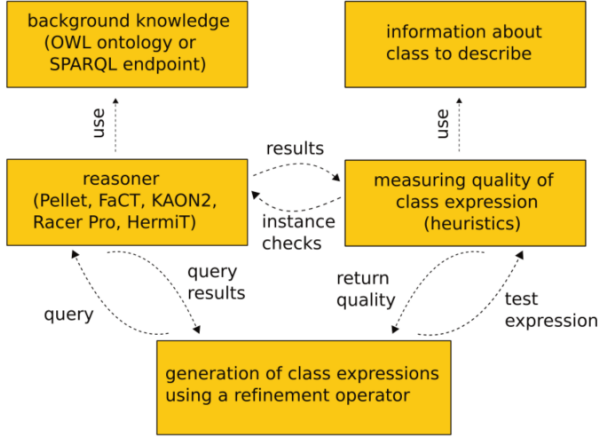 background knowledge
(OWL ontology or
SPARQL endpoint)
information about
class to describe
use
use
reasoner
(Pellet, FaCT, KAON2,
Racer Pro, HermiT)
results
instance
checks
measuring quality of
class expression
(heuristics)
query
query
results
return
quality
test
expression
generation of class expressions
using a refinement operator